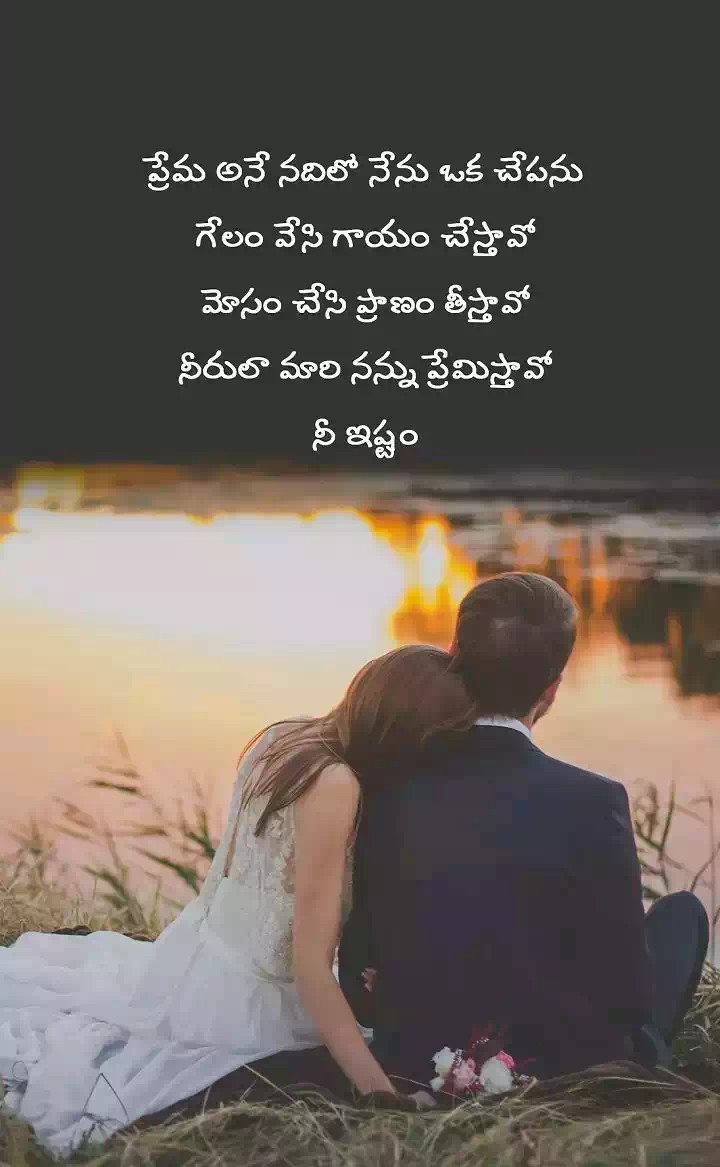 ప్రేమ అనే నదిలో నేను ఒక చేపను
గేలం వేసి గాయం చేస్తావో
మోసం చేసి ప్రాణం తీస్తావో
నీరులా మారి నన్ను ప్రేమిస్తావో
నీ ఇష్టం